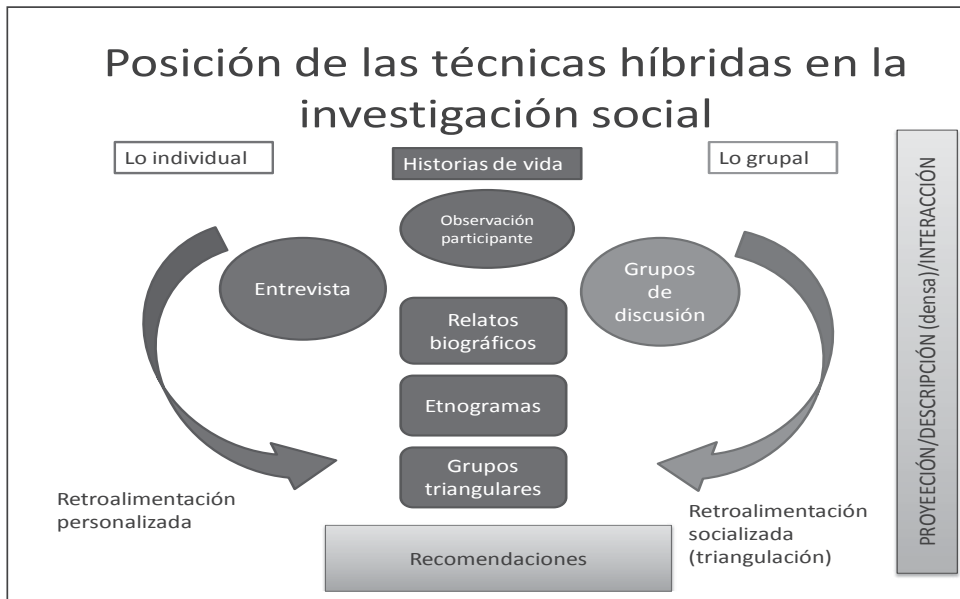 Posición de las técnicas híbridas en la
investigación social
Lo individual
Historias de vida
Lo grupal
Observación
participante
Entrevista
Grupos
de
discusión
Relatos
biográficos
Etnogramas
Grupos
triangulares
Retroalimentación
personalizada
Retroalimentación
socializada
(triangulación)
Recomendaciones
PROYEECIÓN/DESCRIPCIÓN (densa)/INTERACCIÓN